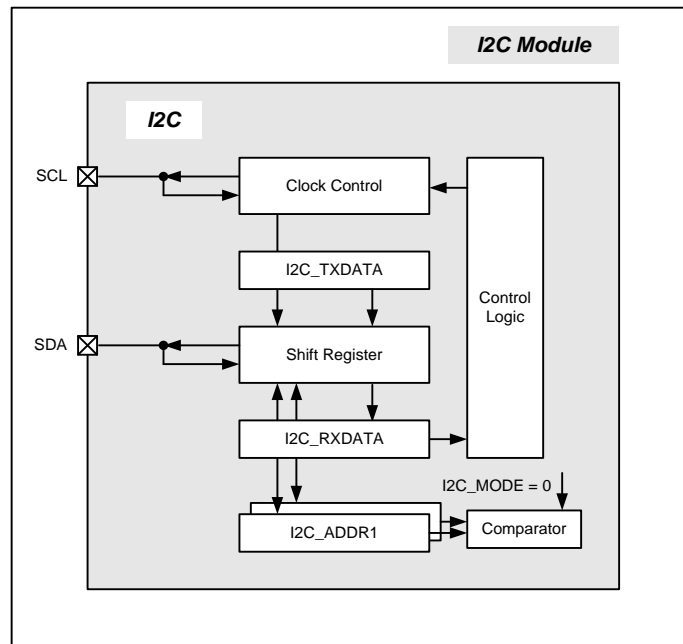 I2C Module
I2C
SCL
Clock Control
I2C_TXDATA
Control
Logic
SDA
Shift Register
I2C_RXDATA
I2C_MODE = 0
I2C_ADDR1
Comparator